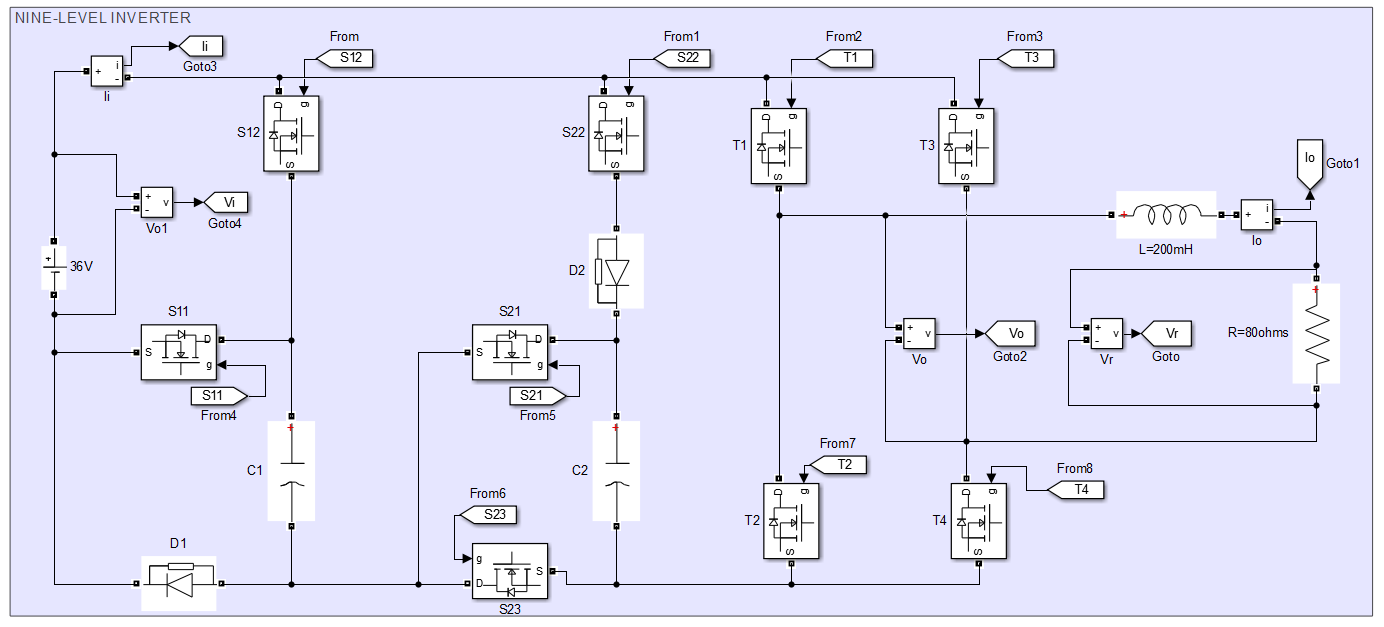 NINE-LEVEL INVERTER
From
From1
From2
From3
Ii
S12
S22
T1
T3
Goto3
i
+
-
Ii
D
g
S12
S
D
g
S22
S
D
g
T1
S
D
g
T3
S
Io
Goto1
+
-
v
Vo1
Vi
Goto4
+
L=200mH
+
i
-
Io
+
36V
D2
S11
D
S
g
S11
From4
S21
D
S
g
S21
From5
+
-
v
Vo
Vo
Goto2
+
-
v
Vr
Vr
Goto
+
R=80ohms
+
C1
+
C2
From7
T2
From8
T4
From6
S23
D
g
T2
S
D
g
T4
S
D1
g
D
S
S23